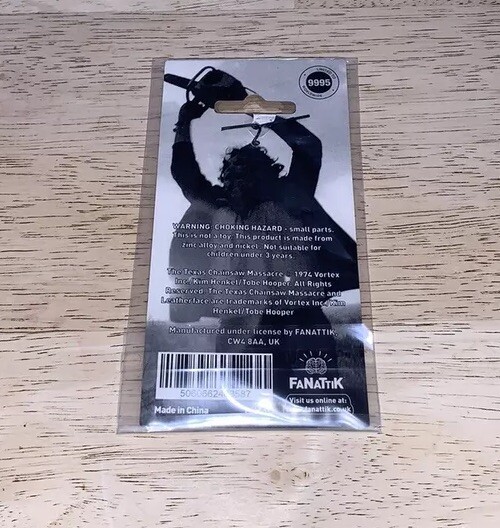 9995
WARNING: CHOKING HAZARD - small parts.
This is not a toy. This product is made from
zinc alloy and nickel. Not suitable for
children under 3 years.
The Texas Chainsaw Massacre 1974 Vortex
Inc/ Kim Henkel/Tobe Hooper. All Rights
Reserved. The Texas Chainsaw Massacre and
Leatherface are trademarks of Vortex Inc/Kim
Henkel/Tobe Hooper
Manufactured under license by FANATTIK,
CW4 8AA, UK
FANATTIK
Made in China
Visit us online at: